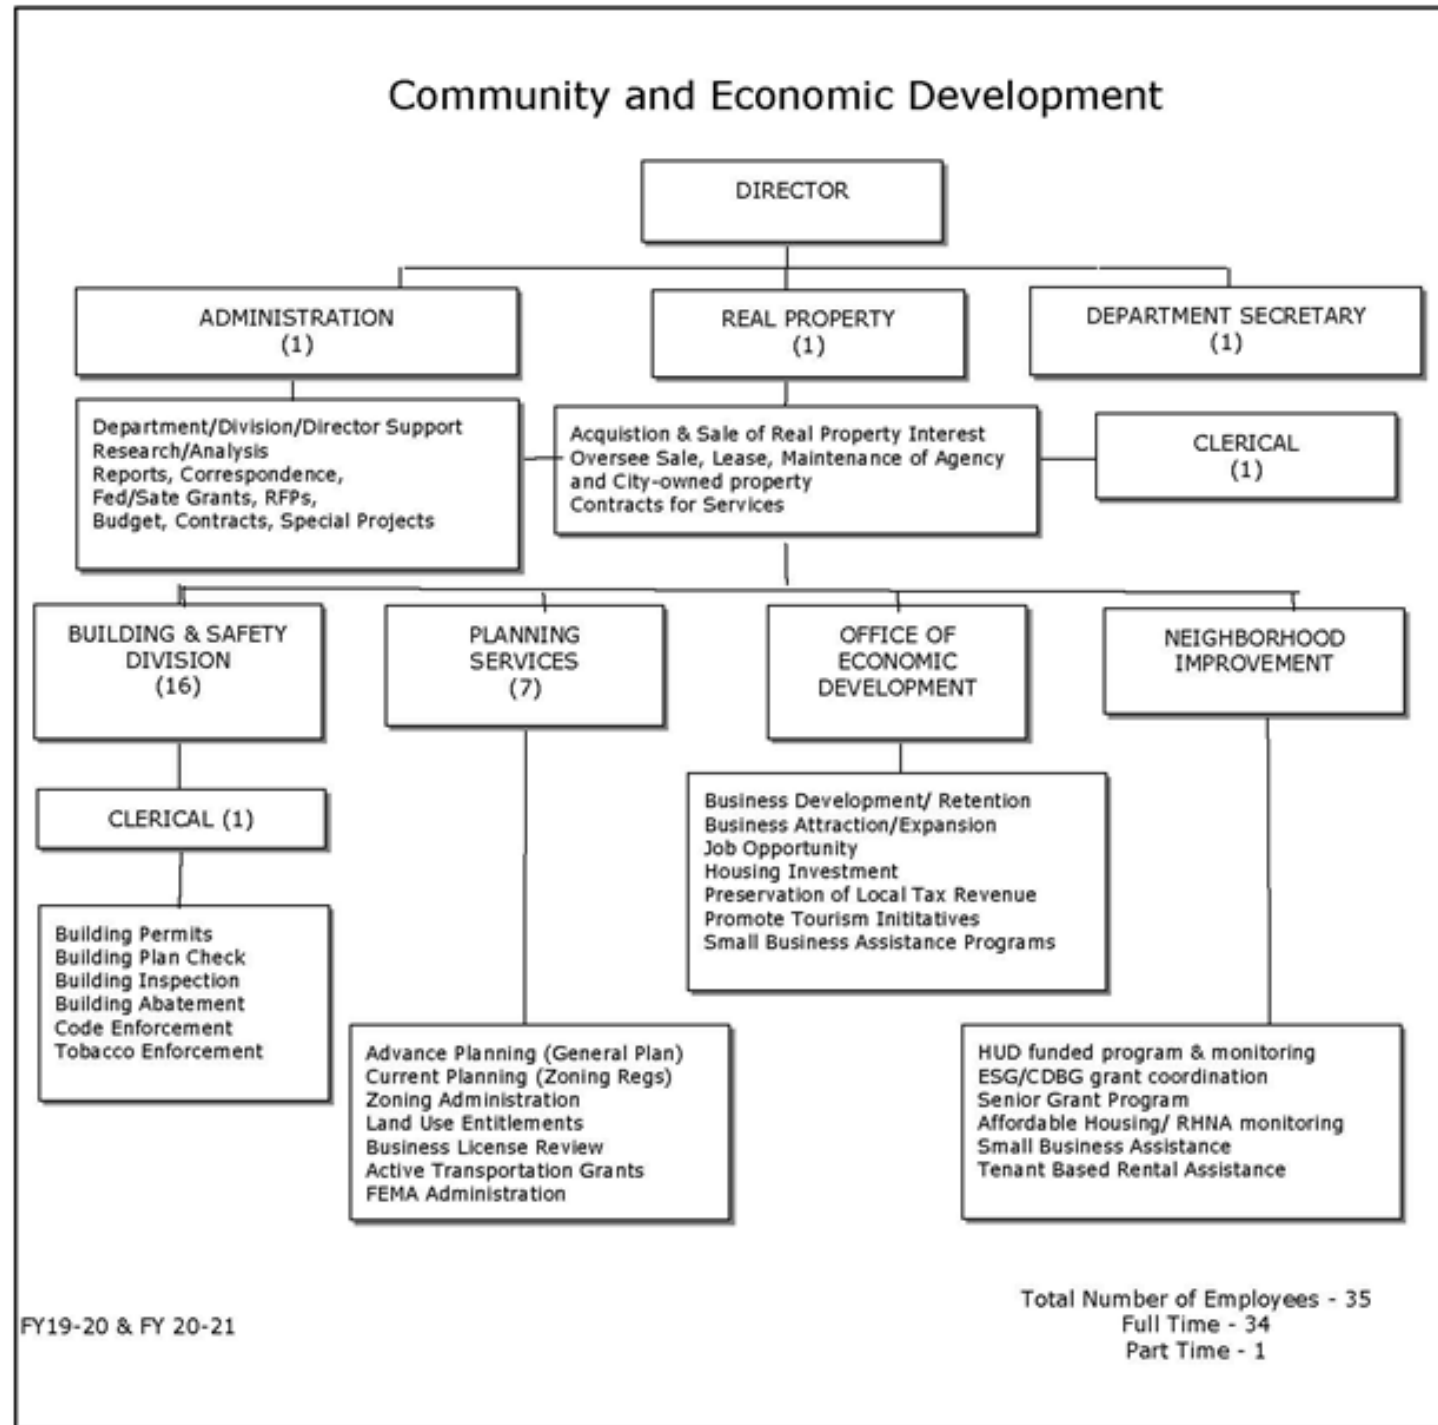 Community and Economic Development
DIRECTOR
ADMINISTRATION
(1)
REAL PROPERTY
(1)
DEPARTMENT SECRETARY
(1)
Department/Division/Director Support
Research/Analysis
Reports, Correspondence,
Fed/Sate Grants, RFPs,
Budget, Contracts, Special Projects
Acquistion & Sale of Real Property Interest
Oversee Sale, Lease, Maintenance of Agency
and City-owned property
Contracts for Services
CLERICAL
(1)
BUILDING & SAFETY
DIVISION
(16)
PLANNING
SERVICES
(7)
OFFICE OF
ECONOMIC
DEVELOPMENT
NEIGHBORHOOD
IMPROVEMENT
CLERICAL (1)
Building Permits
Building Plan Check
Building Inspection
Building Abatement
Code Enforcement
Tobacco Enforcement
Advance Planning (General Plan)
Current Planning (Zoning Regs)
Zoning Administration
Land Use Entitlements
Business License Review
Active Transportation Grants
FEMA Administration
Business Development/ Retention
Business Attraction/Expansion
Job Opportunity
Housing Investment
Preservation of Local Tax Revenue
Promote Tourism Inititatives
Small Business Assistance Programs
HUD funded program & monitoring
ESG/CDBG grant coordination
Senior Grant Program
Affordable Housing/ RHNA monitoring
Small Business Assistance
Tenant Based Rental Assistance
FY19-20 & FY 20-21
Total Number of Employees - 35
Full Time - 34
Part Time - 1